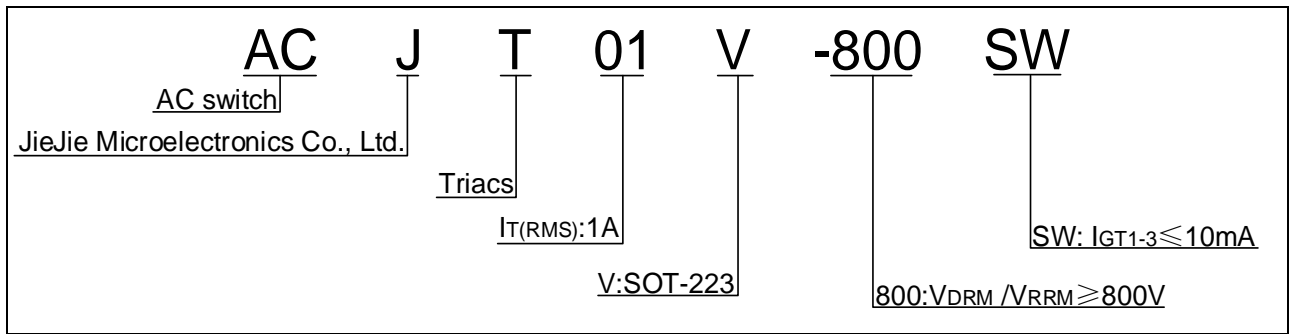 AC J T 01 V -800 SW
AC switch
JieJie Microelectronics Co., Ltd.
Triacs
IT(RMS):1A
SW: IGT1-3≤10mA
V:SOT-223
800:VDRM /VRRM≥800V